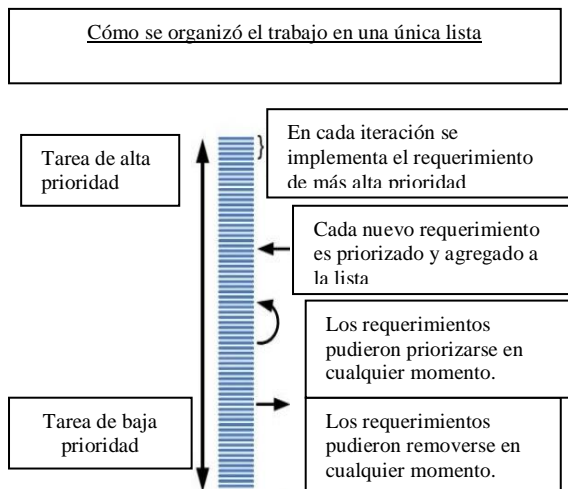 Cómo se organizó el trabajo en una única lista
Tarea de alta
prioridad
En cada iteración se
implementa el requerimiento
de más alta prioridad
Cada nuevo requerimiento
es priorizado y agregado a
la lista
Los requerimientos
pudieron priorizarse en
cualquier momento.
Tarea de baja
prioridad
Los requerimientos
pudieron removerse en
cualquier momento.